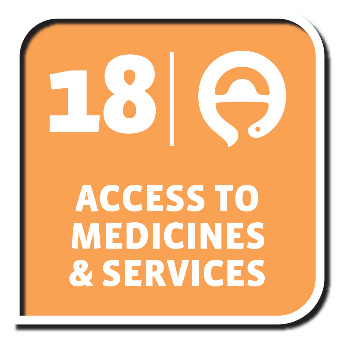 18
ACCESS TO
MEDICINES
& SERVICES